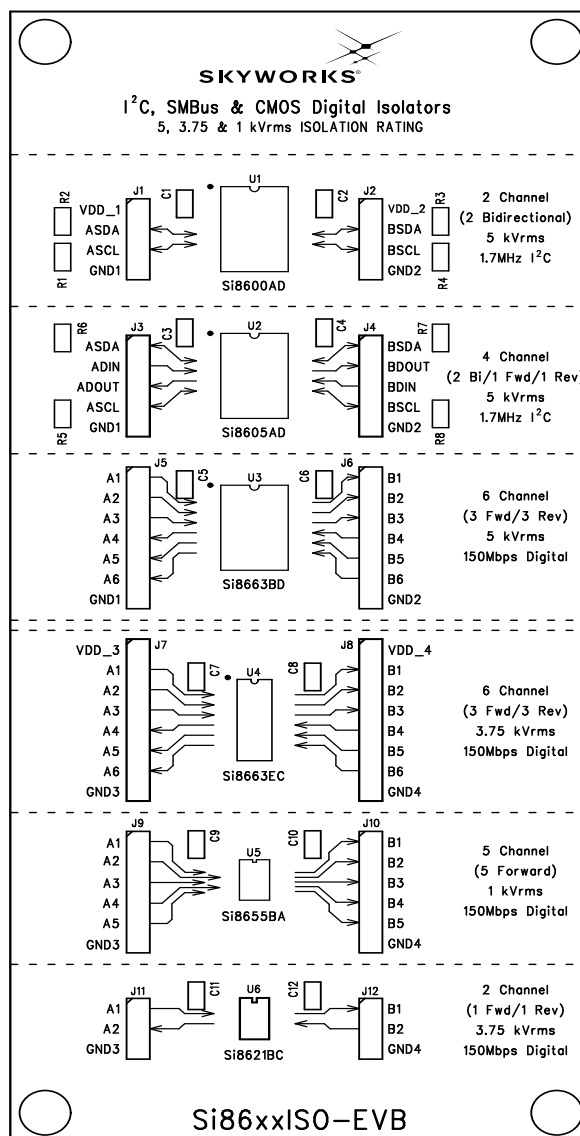 SKYWORKS®
I²C, SMBus & CMOS Digital Isolators
5, 3.75 & 1 kVrms ISOLATION RATING
R2
R1
J1
VDD_1
ASDA
ASCL
GND1
C1
U1
Si8600AD
C2
J2
VDD_2
BSDA
BSCL
GND2
R3
R4
2 Channel
(2 Bidirectional)
5 kVrms
1.7MHz I²C
R6
R5
J3
ASDA
ADIN
ADOUT
ASCL
GND1
C3
U2
Si8605AD
C4
J4
BSDA
BDOUT
BDIN
BSCL
GND2
R7
R8
4 Channel
(2 Bi/1 Fwd/1 Rev)
5 kVrms
1.7MHz I²C
J5
A1
A2
A3
A4
A5
A6
GND1
C5
U3
Si8663BD
C6
J6
B1
B2
B3
B4
B5
B6
GND2
6 Channel
(3 Fwd/3 Rev)
5 kVrms
150Mbps Digital
J7
VDD_3
A1
A2
A3
A4
A5
A6
GND3
C7
U4
Si8663EC
C8
J8
VDD_4
B1
B2
B3
B4
B5
B6
GND4
6 Channel
(3 Fwd/3 Rev)
3.75 kVrms
150Mbps Digital
J9
A1
A2
A3
A4
A5
GND3
C9
U5
Si8655BA
C10
J10
B1
B2
B3
B4
B5
GND4
5 Channel
(5 Forward)
1 kVrms
150Mbps Digital
J11
A1
A2
GND3
C11
U6
Si8621BC
C12
J12
B1
B2
GND4
2 Channel
(1 Fwd/1 Rev)
3.75 kVrms
150Mbps Digital
Si86xxISO-EVB